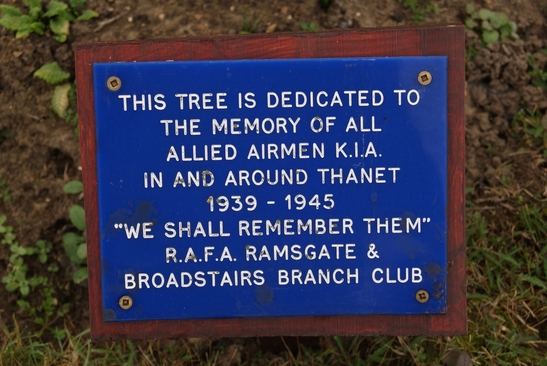 THIS TREE IS DEDICATED TO
THE MEMORY OF ALL
ALLIED AIRMEN K.I.A.
IN AND AROUND THANET
1939 - 1945
"WE SHALL REMEMBER THEM"
R.A.F.A. RAMSGATE &
BROADSTAIRS BRANCH CLUB